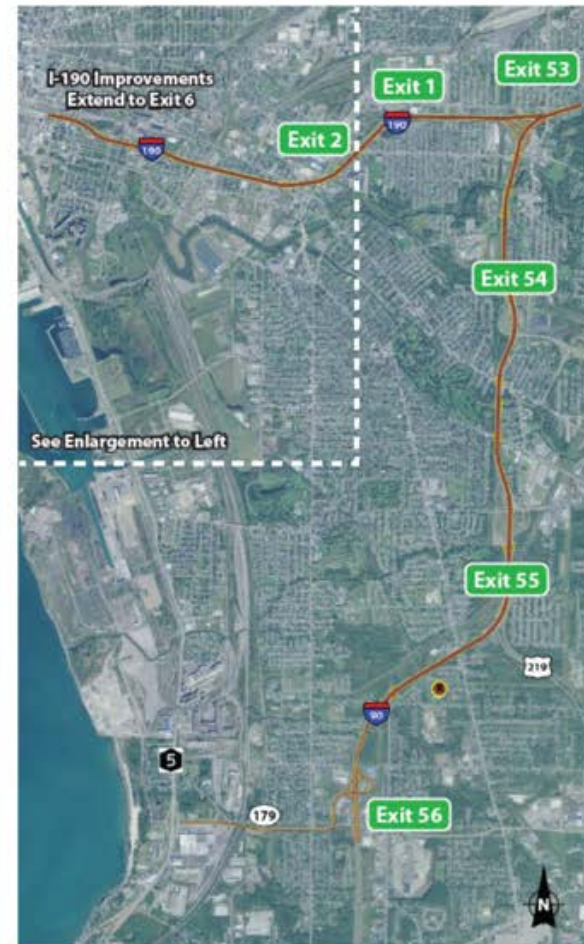 I-190 Improvements
Extend to Exit 6
Exit 53
Exit 1
190
Exit 2
190
Exit 54
See Enlargement to Left
Exit 55
219
90
5
179
Exit 56
N